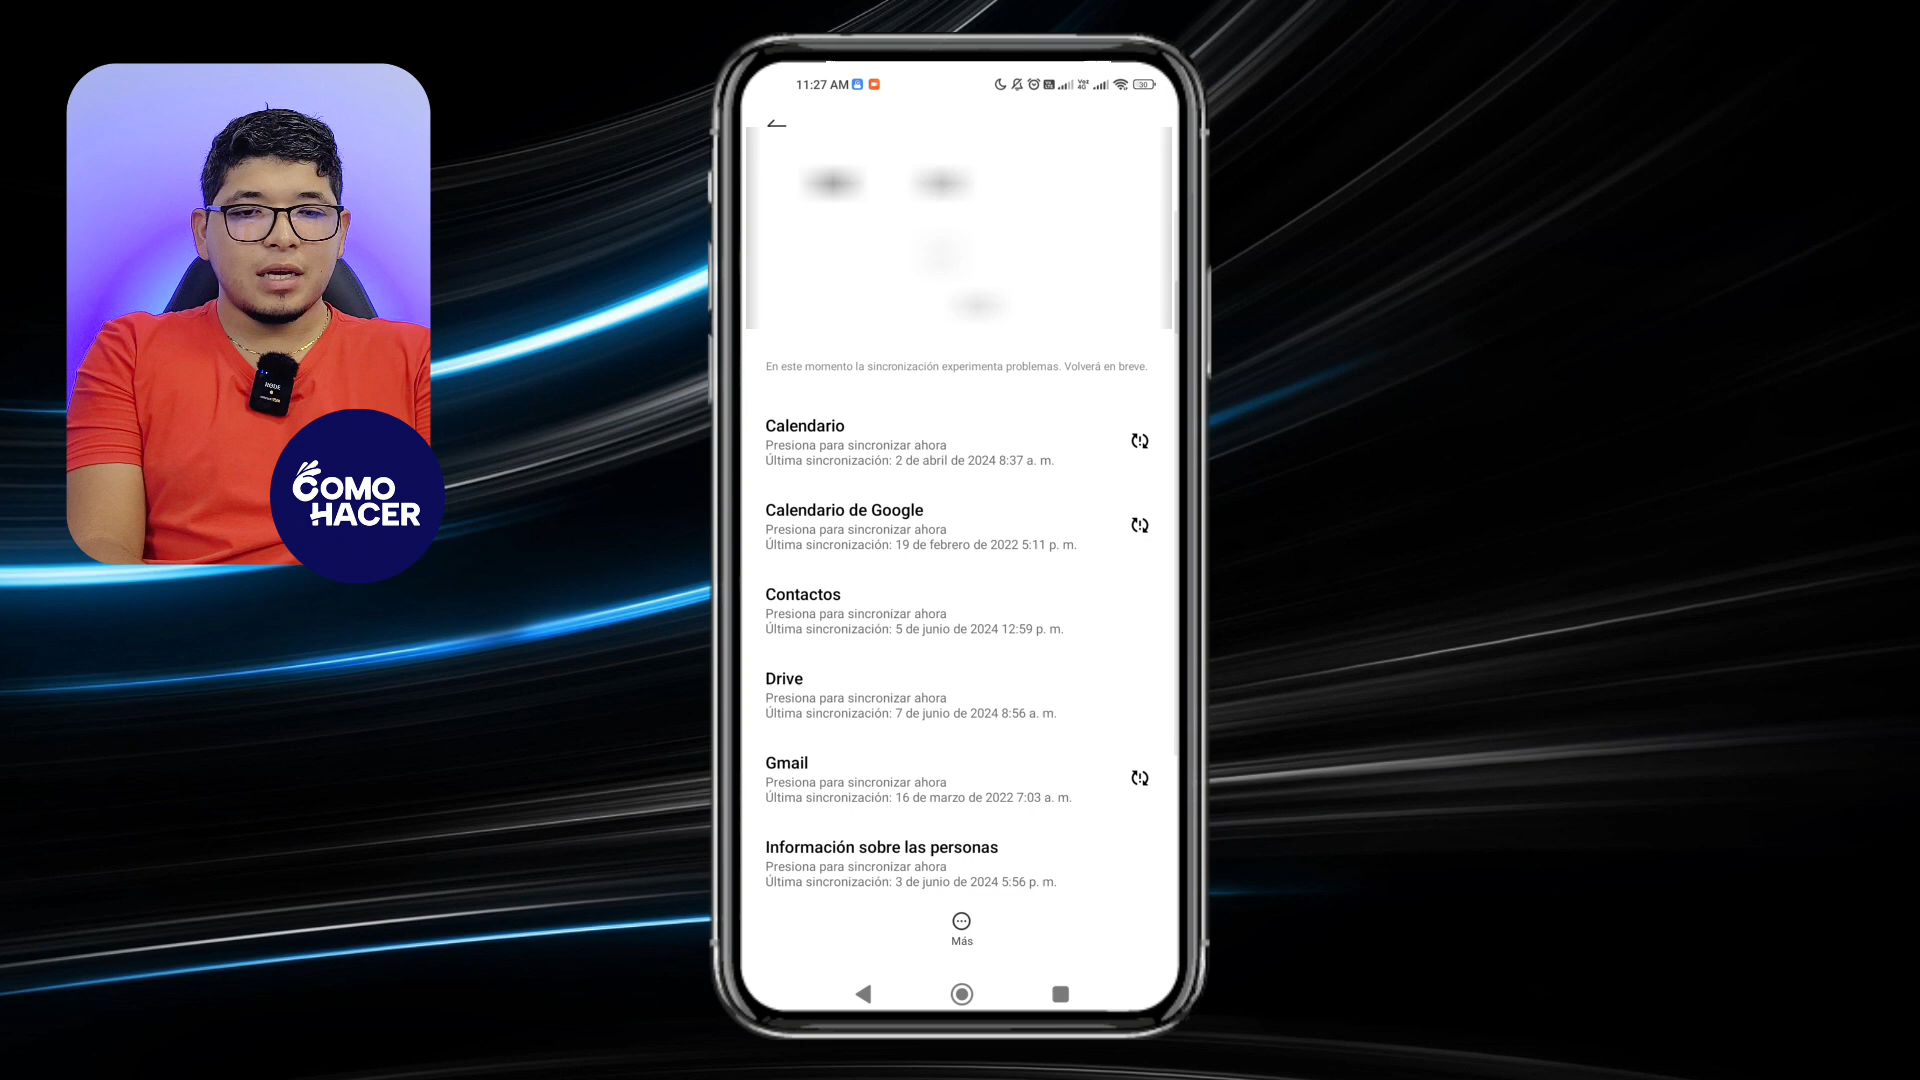 11:27 AM
30
RODE
COMO
HACER
En este momento la sincronización experimenta problemas. Volverá en breve.
Calendario
Presiona para sincronizar ahora
Última sincronización: 2 de abril de 2024 8:37 a. m.
Calendario de Google
Presiona para sincronizar ahora
Última sincronización: 19 de febrero de 2022 5:11 p. m.
Contactos
Presiona para sincronizar ahora
Última sincronización: 5 de junio de 2024 12:59 p. m.
Drive
Presiona para sincronizar ahora
Última sincronización: 7 de junio de 2024 8:56 a. m.
Gmail
Presiona para sincronizar ahora
Última sincronización: 16 de marzo de 2022 7:03 a. m.
Información sobre las personas
Presiona para sincronizar ahora
Última sincronización: 3 de junio de 2024 5:56 p. m.
Más